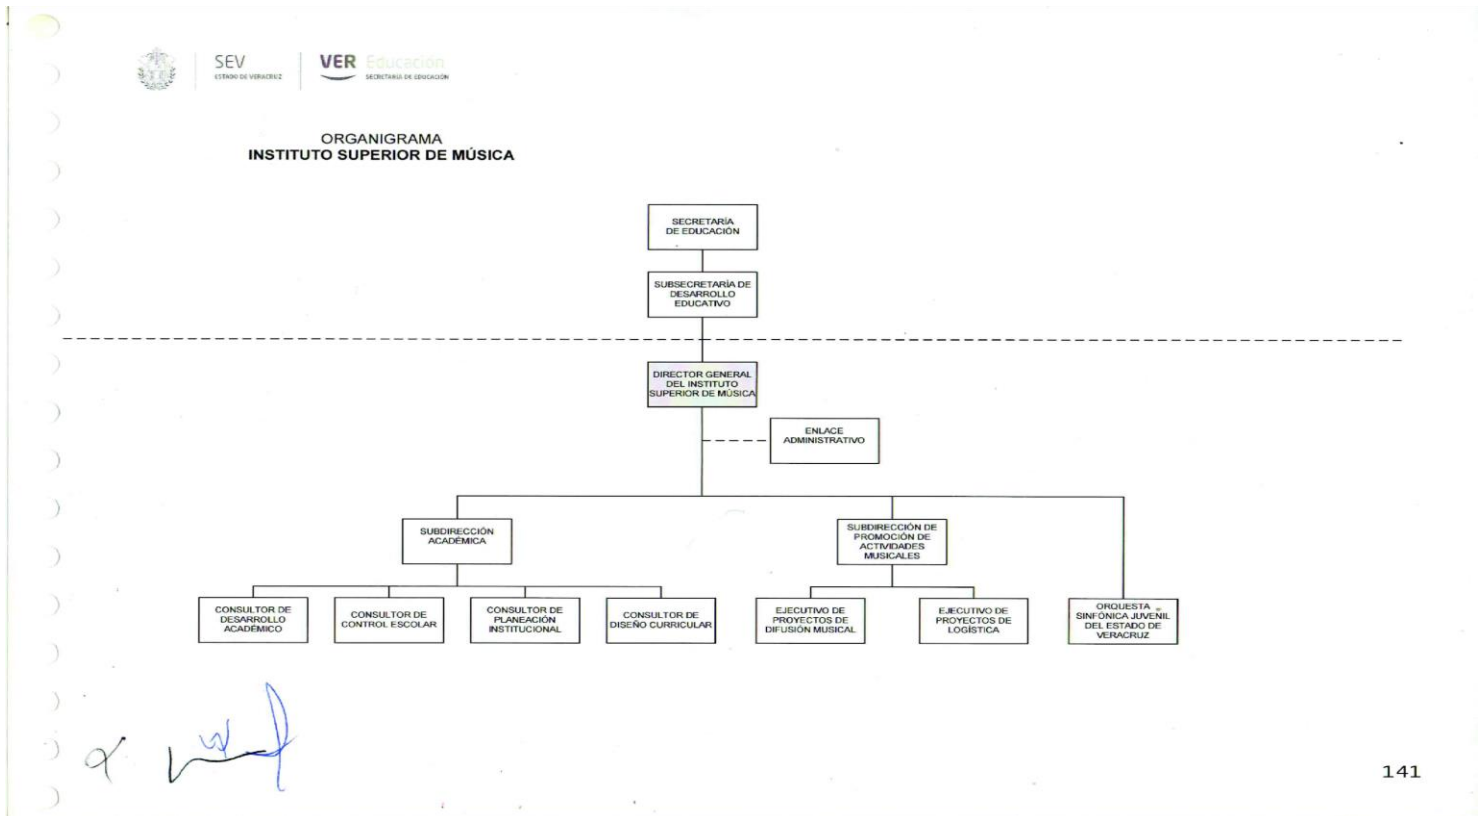 SEV
ESTADO DE VERACRUZ
VER Educación
SECRETARÍA DE EDUCACIÓN
ORGANIGRAMA
INSTITUTO SUPERIOR DE MÚSICA
SECRETARÍA
DE EDUCACIÓN
SUBSECRETARÍA DE
DESARROLLO
EDUCATIVO
DIRECTOR GENERAL
DEL INSTITUTO
SUPERIOR DE MÚSICA
ENLACE
ADMINISTRATIVO
SUBDIRECCIÓN
ACADÉMICA
SUBDIRECCIÓN DE
PROMOCIÓN DE
ACTIVIDADES
MUSICALES
CONSULTOR DE
DESARROLLO
ACADÉMICO
CONSULTOR DE
CONTROL ESCOLAR
CONSULTOR DE
PLANEACIÓN
INSTITUCIONAL
CONSULTOR DE
DISEÑO CURRICULAR
EJECUTIVO DE
PROYECTOS DE
DIFUSIÓN MUSICAL
EJECUTIVO DE
PROYECTOS DE
LOGÍSTICA
ORQUESTA
SINFÓNICA JUVENIL
DEL ESTADO DE
VERACRUZ
141